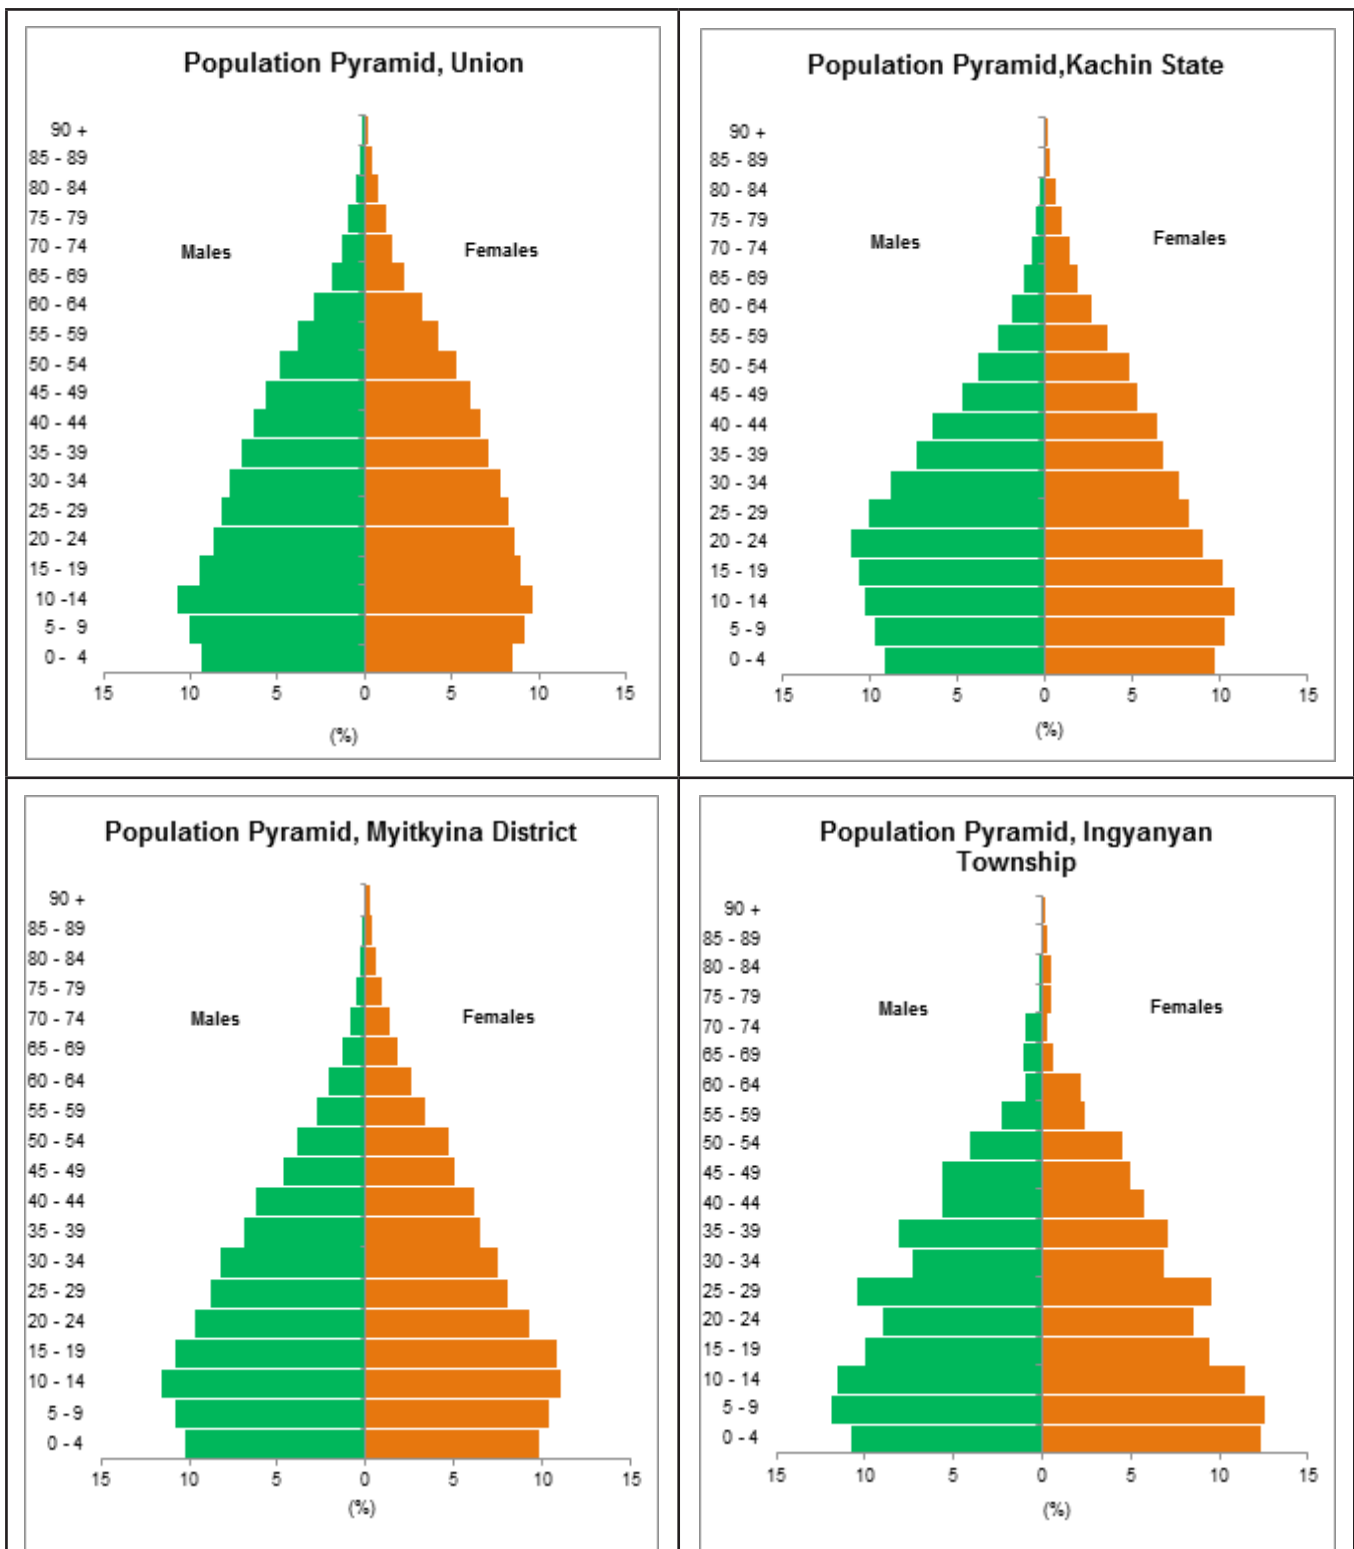 Population Pyramid, Union
90 +
85 - 89
80 - 84
75 - 79
70 - 74
65 - 69
60 - 64
55 - 59
50 - 54
45 - 49
40 - 44
35 - 39
30 - 34
25 - 29
20 - 24
15 - 19
10 -14
5 -  9
0 -  4
Males
Females
15 10 5 0 5 10 15
(%)
Population Pyramid,Kachin State
90 +
85 - 89
80 - 84
75 - 79
70 - 74
65 - 69
60 - 64
55 - 59
50 - 54
45 - 49
40 - 44
35 - 39
30 - 34
25 - 29
20 - 24
15 - 19
10 - 14
5 - 9
0 - 4
Males
Females
15 10 5 0 5 10 15
(%)
Population Pyramid, Myitkyina District
90 +
85 - 89
80 - 84
75 - 79
70 - 74
65 - 69
60 - 64
55 - 59
50 - 54
45 - 49
40 - 44
35 - 39
30 - 34
25 - 29
20 - 24
15 - 19
10 - 14
5 - 9
0 - 4
Males
Females
15 10 5 0 5 10 15
(%)
Population Pyramid, Ingyanyan
Township
90 +
85 - 89
80 - 84
75 - 79
70 - 74
65 - 69
60 - 64
55 - 59
50 - 54
45 - 49
40 - 44
35 - 39
30 - 34
25 - 29
20 - 24
15 - 19
10 - 14
5 - 9
0 - 4
Males
Females
15 10 5 0 5 10 15
(%)